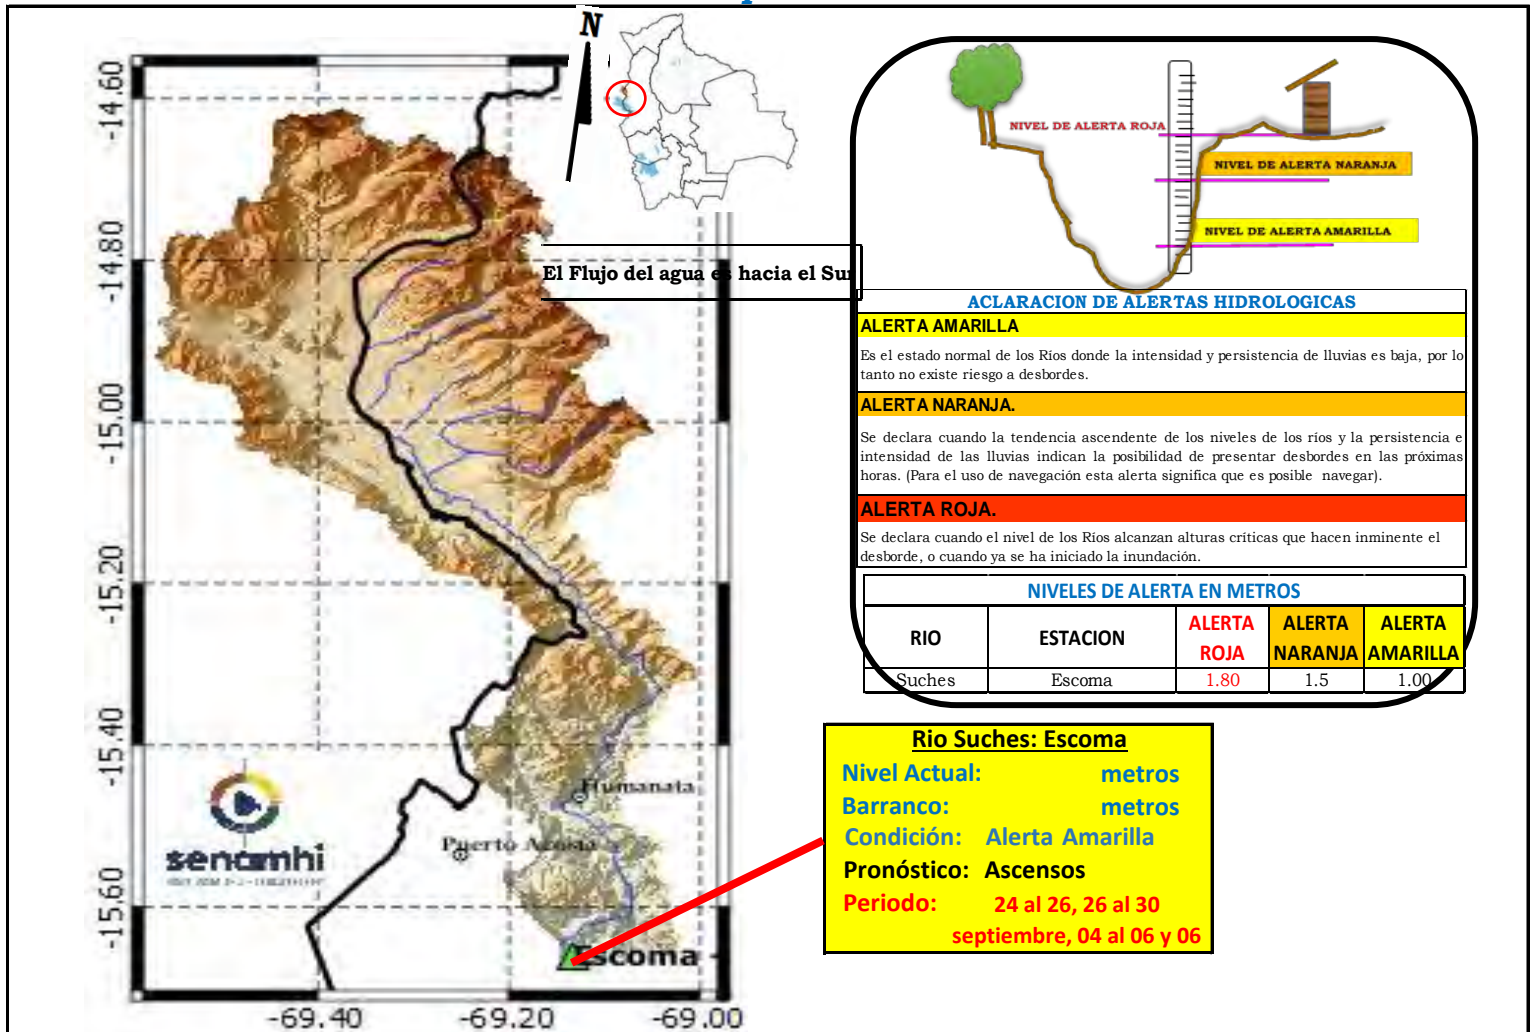 N
-14.60
-14.80
-15.00
-15.20
-15.40
-15.60
-69.40
-69.20
-69.00
El Flujo del agua es hacia el Sur
Humanata
Puerto Acosta
senamhi
Escoma
NIVEL DE ALERTA ROJA
NIVEL DE ALERTA NARANJA
NIVEL DE ALERTA AMARILLA
ACLARACION DE ALERTAS HIDROLOGICAS
ALERTA AMARILLA
Es el estado normal de los Ríos donde la intensidad y persistencia de lluvias es baja, por lo
tanto no existe riesgo a desbordes.
ALERTA NARANJA.
Se declara cuando la tendencia ascendente de los niveles de los ríos y la persistencia e
intensidad de las lluvias indican la posibilidad de presentar desbordes en las próximas
horas. (Para el uso de navegación esta alerta significa que es posible navegar).
ALERTA ROJA.
Se declara cuando el nivel de los Ríos alcanzan alturas críticas que hacen inminente el
desborde, o cuando ya se ha iniciado la inundación.
NIVELES DE ALERTA EN METROS
RIO ESTACION ALERTA ROJA ALERTA NARANJA ALERTA AMARILLA
Suches Escoma 1.80 1.5 1.00
Rio Suches: Escoma
Nivel Actual: metros
Barranco: metros
Condición: Alerta Amarilla
Pronóstico: Ascensos
Periodo: 24 al 26, 26 al 30
septiembre, 04 al 06 y 06